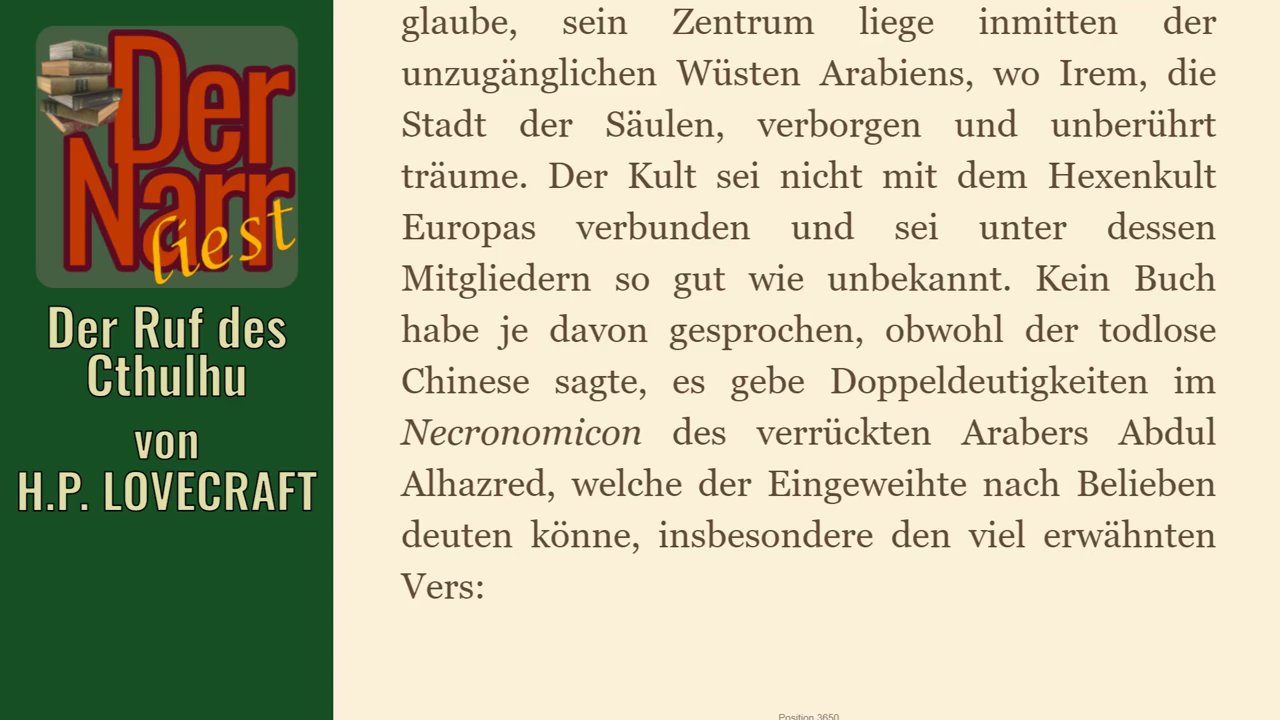 Der
Narr
liest
Der Ruf des
Cthulhu
von
H.P. LOVECRAFT
glaube, sein Zentrum liege inmitten der
unzugänglichen Wüsten Arabiens, wo Irem, die
Stadt der Säulen, verborgen und unberührt
träume. Der Kult sei nicht mit dem Hexenkult
Europas verbunden und sei unter dessen
Mitgliedern so gut wie unbekannt. Kein Buch
habe je davon gesprochen, obwohl der todlose
Chinese sagte, es gebe Doppeldeutigkeiten im
Necronomicon des verrückten Arabers Abdul
Alhazred, welche der Eingeweihte nach Belieben
deuten könne, insbesondere den viel erwähnten
Vers:
Position 3650